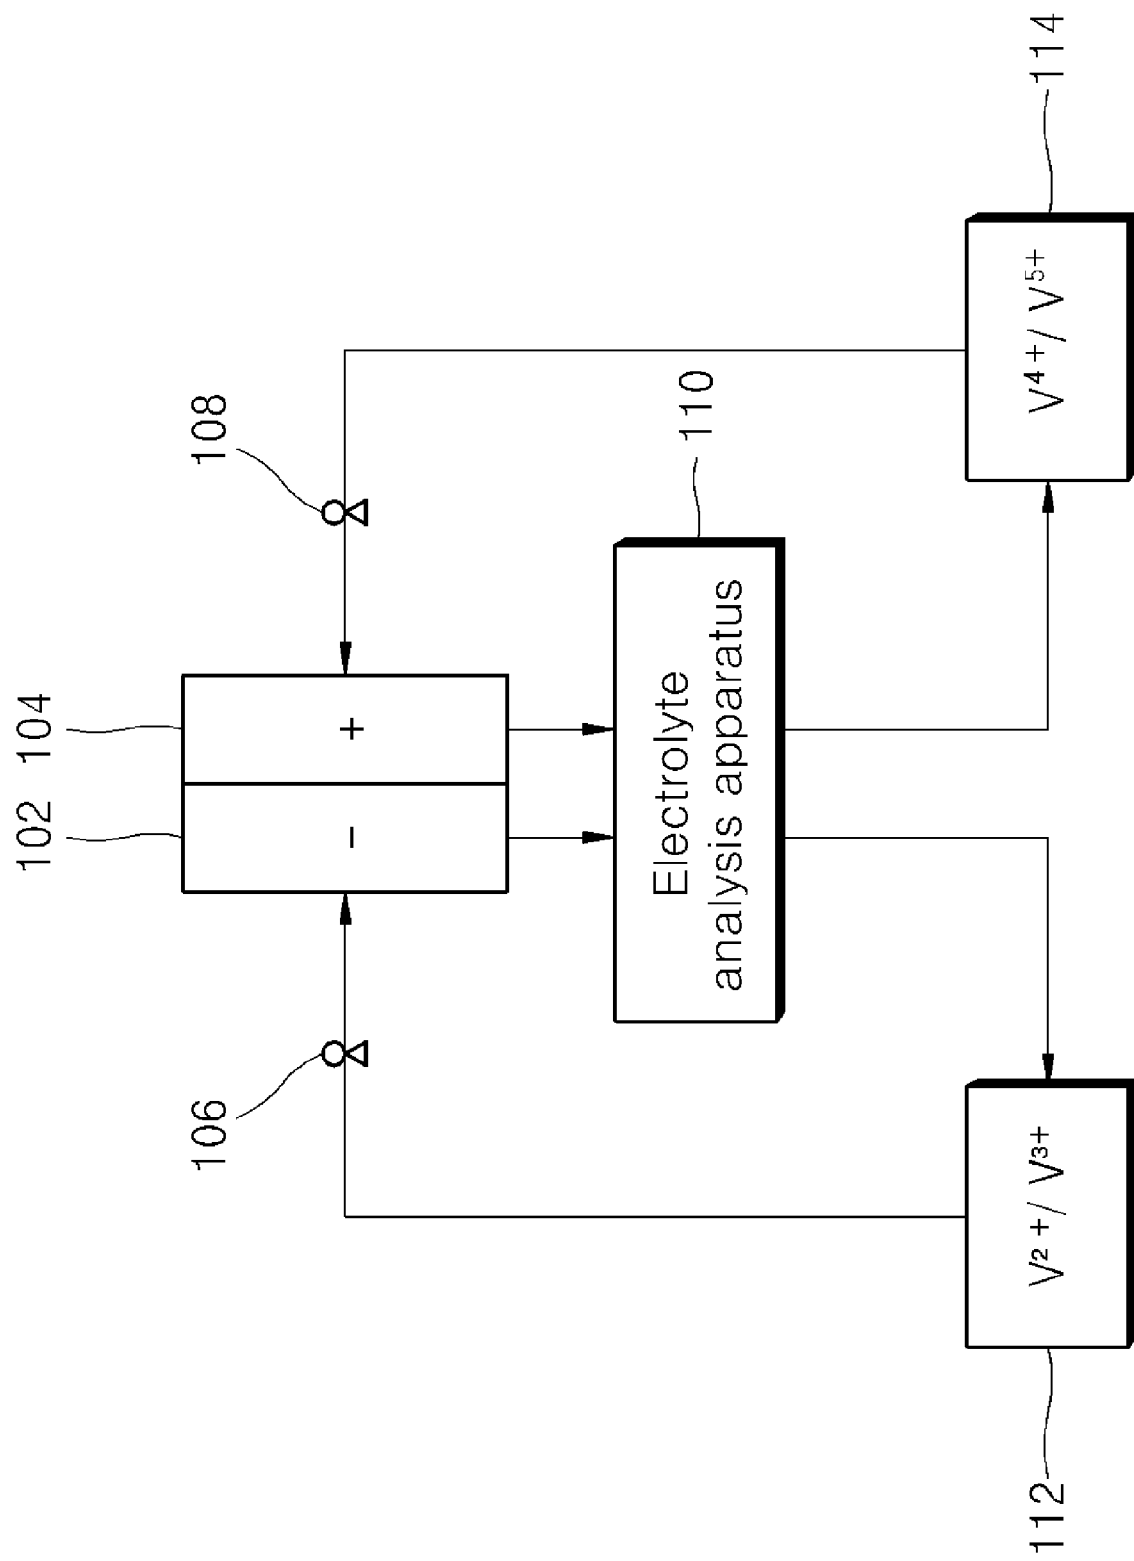 102
104
106
108
-
+
Electrolyte
analysis apparatus
110
V²⁺/ V³⁺
V⁴⁺/ V⁵⁺
112
114